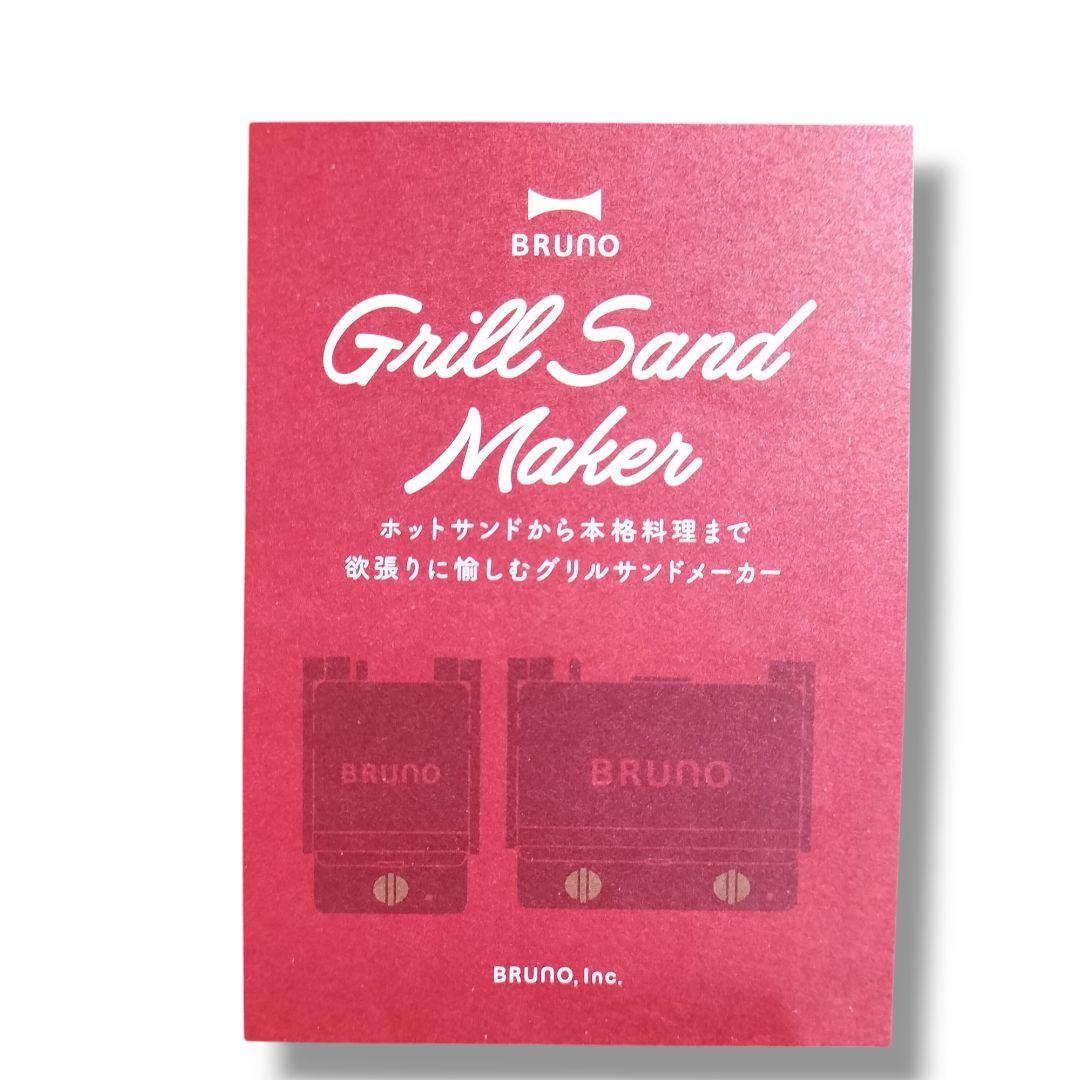 BRUNO
Grill Sand
Maker
ホットサンドから本格料理まで
欲張りに愉しむグリルサンドメーカー
BRUNO
BRUNO
BRUNO, Inc.